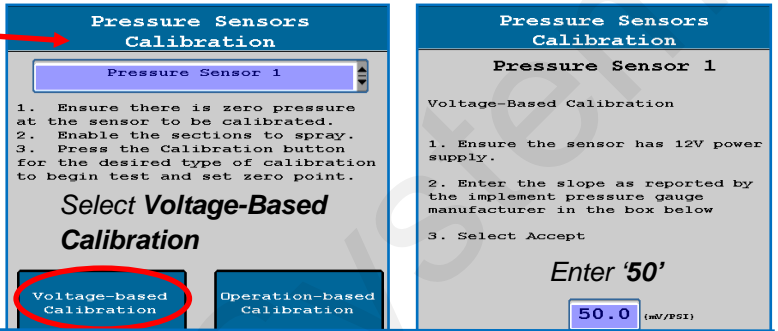 Pressure Sensors
Calibration
Pressure Sensor 1
1. Ensure there is zero pressure
at the sensor to be calibrated.
2. Enable the sections to spray.
3. Press the Calibration button
for the desired type of calibration
to begin test and set zero point.
Select Voltage-Based
Calibration
Voltage-based
Calibration
Operation-based
Calibration
Pressure Sensors
Calibration
Pressure Sensor 1
Voltage-Based Calibration
1. Ensure the sensor has 12V power
supply.
2. Enter the slope as reported by
the implement pressure gauge
manufacturer in the box below
3. Select Accept
Enter ‘50’
50.0 (mV/PSI)